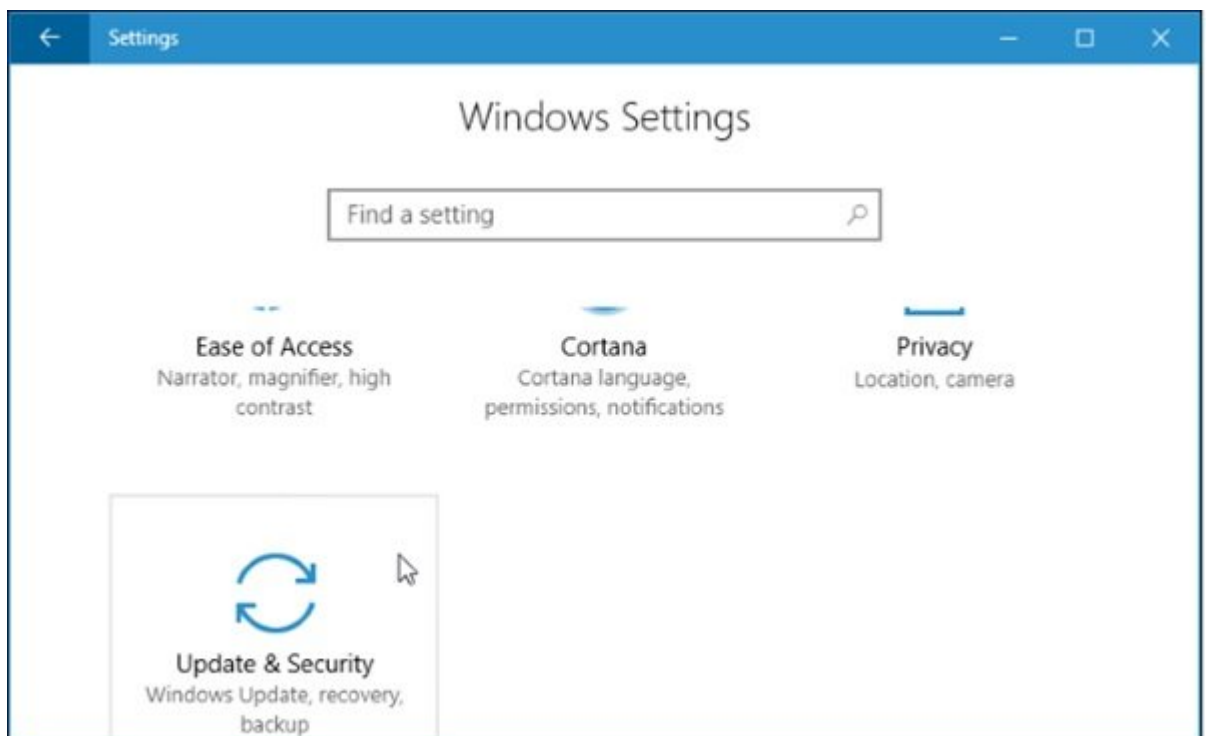 Settings
Windows Settings
Find a setting
Ease of Access
Narrator, magnifier, high
contrast
Cortana
Cortana language,
permissions, notifications
Privacy
Location, camera
Update & Security
Windows Update, recovery,
backup